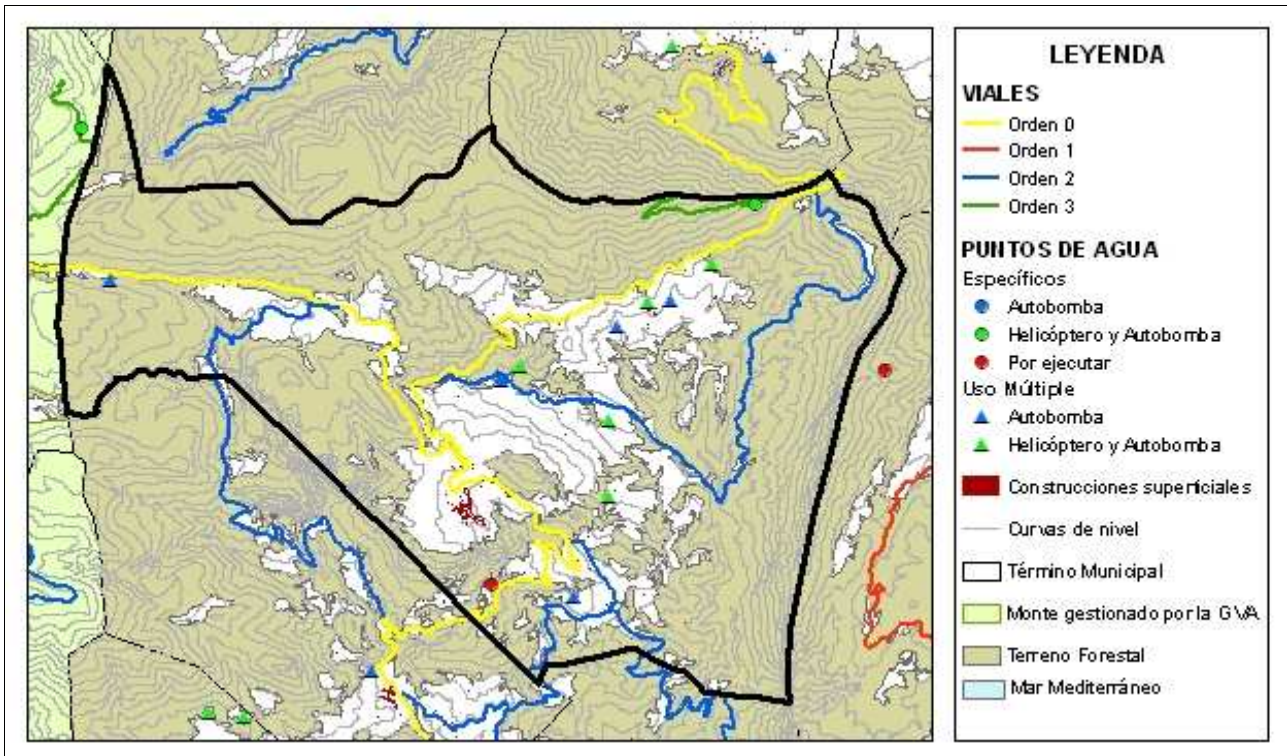 LEYENDA
VIALES
Orden 0
Orden 1
Orden 2
Orden 3
PUNTOS DE AGUA
Específicos
Autobomba
Helicóptero y Autobomba
Por ejecutar
Uso Múltiple
Autobomba
Helicóptero y Autobomba
Construcciones superficiales
Curvas de nivel
Término Municipal
Monte gestionado por la GVA
Terreno Forestal
Mar Mediterráneo